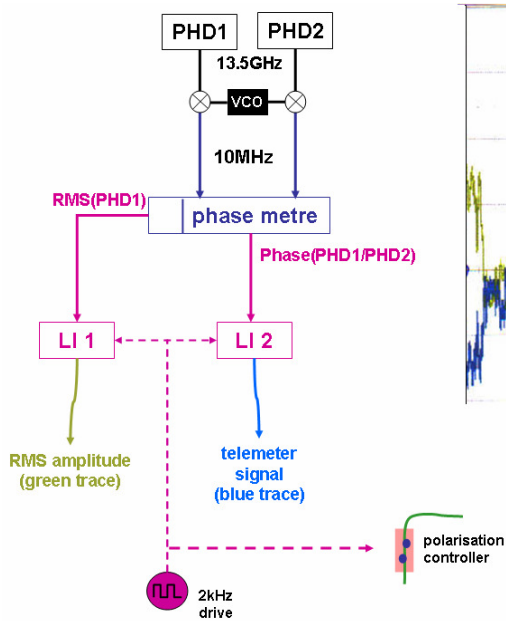 PHD1
PHD2
13.5GHz
VCO
10MHz
RMS(PHD1)
phase metre
Phase(PHD1/PHD2)
LI 1
LI 2
RMS amplitude
(green trace)
telemeter
signal
(blue trace)
polarisation
controller
2kHz
drive